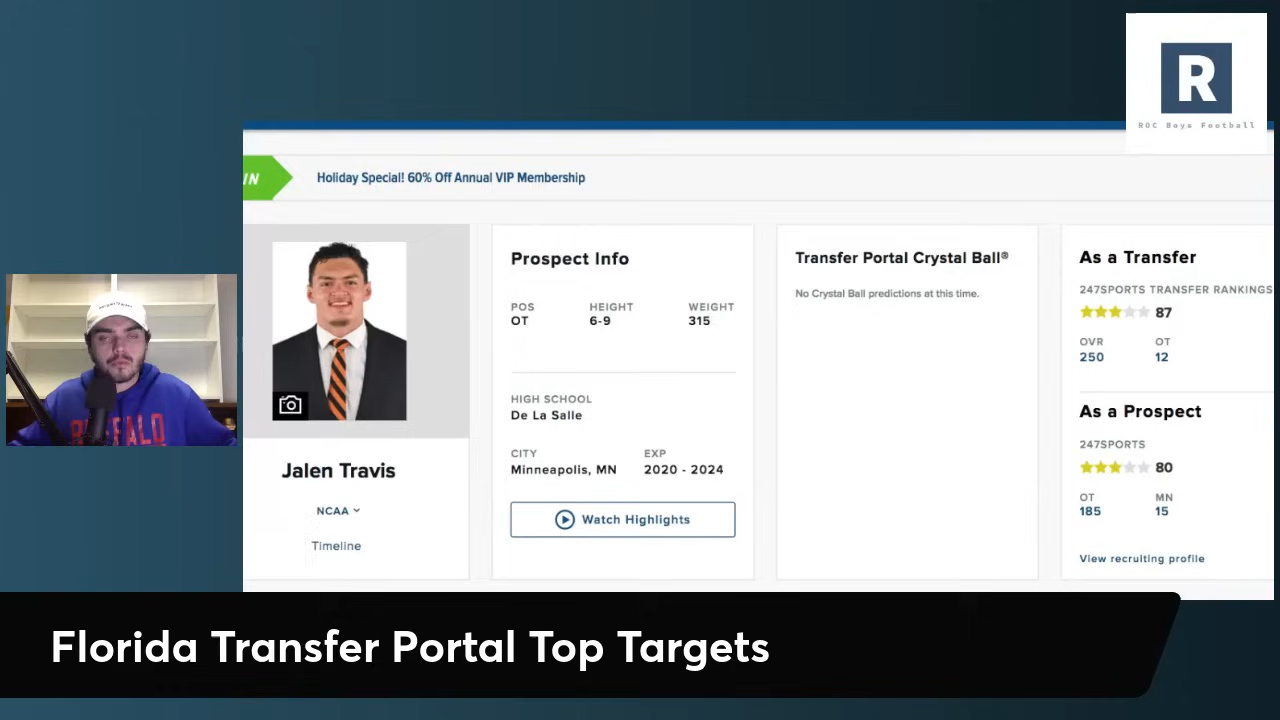 R
ROC Boys Football
IN
Holiday Special! 60% Off Annual VIP Membership
Jalen Travis
NCAA
Timeline
Prospect Info
POS HEIGHT WEIGHT
OT 6-9 315
HIGH SCHOOL
De La Salle
CITY EXP
Minneapolis, MN 2020 - 2024
Watch Highlights
Transfer Portal Crystal Ball®
No Crystal Ball predictions at this time.
As a Transfer
247SPORTS TRANSFER RANKINGS
87
OVR OT
250 12
As a Prospect
247SPORTS
80
OT MN
185 15
View recruiting profile
Florida Transfer Portal Top Targets